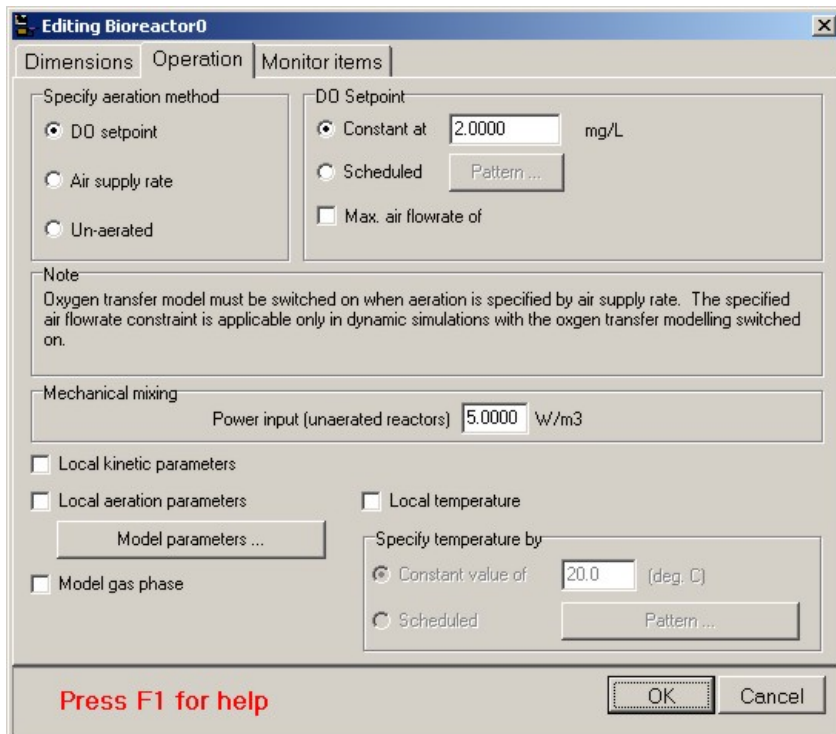 Editing Bioreactor0
Dimensions Operation Monitor items
Specify aeration method
DO setpoint
Air supply rate
Un-aerated
DO Setpoint
Constant at 2.0000 mg/L
Scheduled Pattern ...
Max. air flowrate of
Note
Oxygen transfer model must be switched on when aeration is specified by air supply rate. The specified
air flowrate constraint is applicable only in dynamic simulations with the oxgen transfer modelling switched
on.
Mechanical mixing
Power input (unaerated reactors) 5.0000 W/m3
Local kinetic parameters
Local aeration parameters
Model parameters ...
Model gas phase
Local temperature
Specify temperature by
Constant value of 20.0 (deg. C)
Scheduled Pattern ...
Press F1 for help
OK Cancel